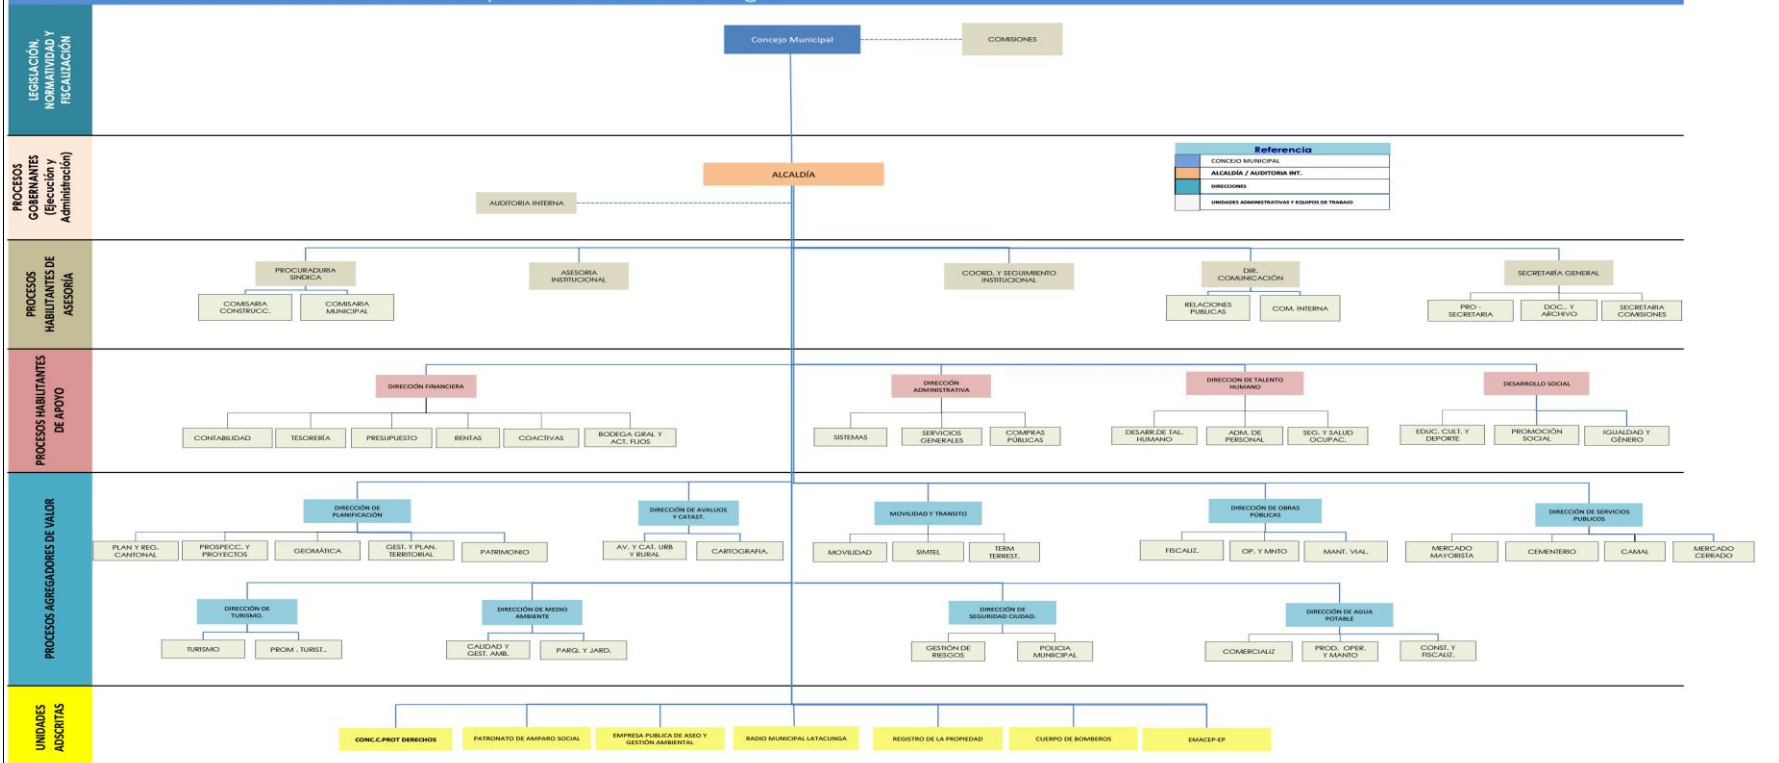 LEGISLACIÓN,
NORMATIVIDAD Y
FISCALIZACIÓN
Concejo Municipal
COMISIONES
PROCESOS
GOBERNANTES
(Ejecución y
Administración)
ALCALDÍA
AUDITORIA INTERNA
Referencia
CONCEJO MUNICIPAL
ALCALDÍA / AUDITORIA INT.
DIRECCIONES
UNIDADES ADMINISTRATIVAS Y EQUIPOS DE TRABAJO
PROCESOS
HABILITANTES DE
ASESORÍA
PROCURADURIA
SINDICA
ASESORIA
INSTITUCIONAL
COORD. Y SEGUIMIENTO
INSTITUCIONAL
DIR.
COMUNICACIÓN
SECRETARÍA GENERAL
COMISARIA
CONSTRUCC.
COMISARIA
MUNICIPAL
RELACIONES
PUBLICAS
COM. INTERNA
PRO -
SECRETARIA
DOC.. Y
ARCHIVO
SECRETARIA
COMISIONES
PROCESOS HABILITANTES
DE APOYO
DIRECCIÓN FINANCIERA
DIRECCIÓN
ADMINISTRATIVA
DIRECCION DE TALENTO
HUMANO
DESARROLLO SOCIAL
CONTABILIDAD
TESORERÍA
PRESUPUESTO
RENTAS
COACTIVAS
BODEGA GRAL Y
ACT. FIJOS
SISTEMAS
SERVICIOS
GENERALES
COMPRAS
PÚBLICAS
DESARR.DE TAL.
HUMANO
ADM. DE
PERSONAL
SEG. Y SALUD
OCUPAC.
EDUC. CULT. Y
DEPORTE
PROMOCIÓN
SOCIAL
IGUALDAD Y
GÉNERO
PROCESOS AGREGADORES DE VALOR
DIRECCIÓN DE
PLANIFICACIÓN
DIRECCIÓN DE AVALUOS
Y CATAST.
MOVILIDAD Y TRANSITO
DIRECCIÓN DE OBRAS
PÚBLICAS
DIRECCIÓN DE SERVICIOS
PUBLICOS
PLAN Y REG.
CANTONAL
PROSPECC. Y
PROYECTOS
GEOMÁTICA
GEST. Y PLAN.
TERRITORIAL
PATRIMONIO
AV. Y CAT. URB
Y RURAL
CARTOGRAFIA.
MOVILIDAD
SIMTEL
TERM
TERREST.
FISCALIZ.
OP. Y MNTO
MANT. VIAL.
MERCADO
MAYORISTA
CEMENTERIO
CAMAL
MERCADO
CERRADO
DIRECCIÓN DE
TURISMO.
DIRECCIÓN DE MEDIO
AMBIENTE
DIRECCIÓN DE
SEGURIDAD CIUDAD.
DIRECCIÓN DE AGUA
POTABLE
TURISMO
PROM . TURIST..
CALIDAD Y
GEST. AMB.
PARQ. Y JARD.
GESTIÓN DE
RIESGOS
POLICIA
MUNICIPAL
COMERCIALIZ
PROD. OPER.
Y MANTO
CONST. Y
FISCALIZ.
UNIDADES
ADSCRITAS
CONC.C.PROT DERECHOS
PATRONATO DE AMPARO SOCIAL
EMPRESA PUBLICA DE ASEO Y
GESTIÓN AMBIENTAL
RADIO MUNICIPAL LATACUNGA
REGISTRO DE LA PROPIEDAD
CUERPO DE BOMBEROS
EMACEP-EP